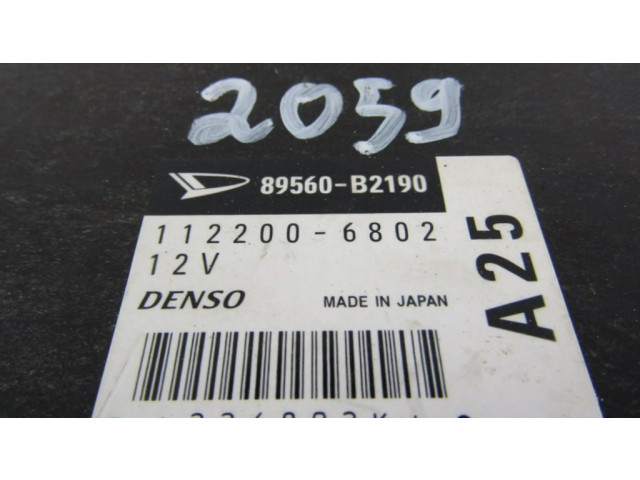 2059
89560-B2190
112200-6802
12V
DENSO MADE IN JAPAN
A25